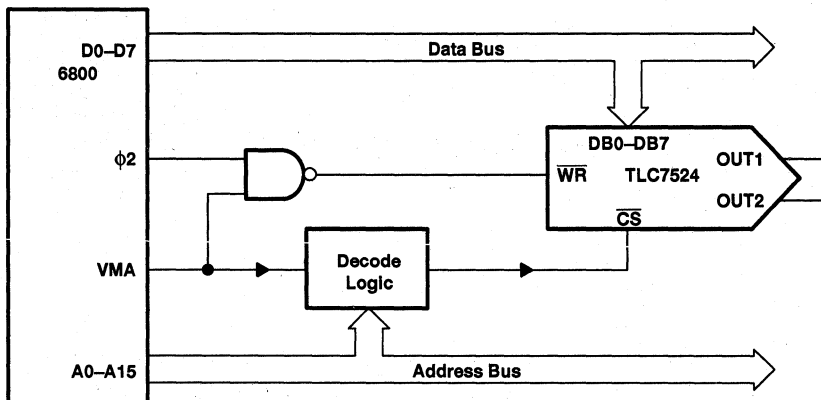 D0–D7
6800
Data Bus
ϕ2
DB0–DB7
OUT1
WR
TLC7524
OUT2
CS
VMA
Decode
Logic
A0–A15
Address Bus